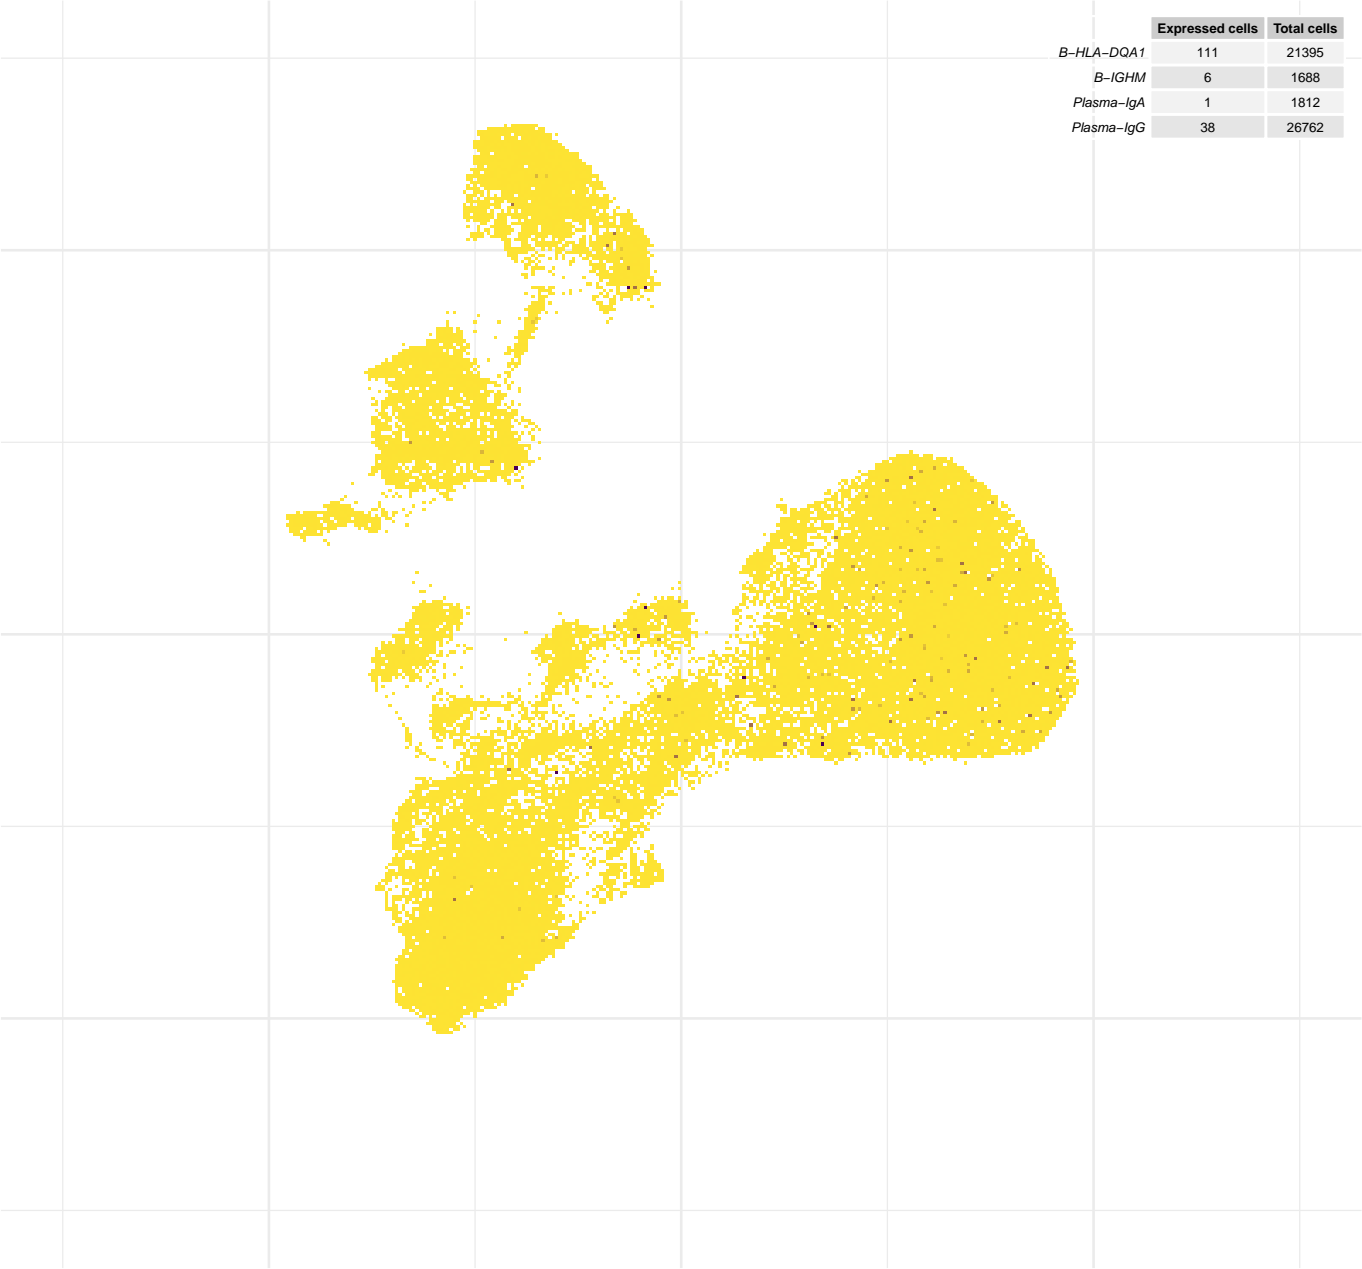 Expressed cells Total cells
B−HLA−DQA1 111 21395
B−IGHM 6 1688
Plasma−IgA 1 1812
Plasma−IgG 38 26762